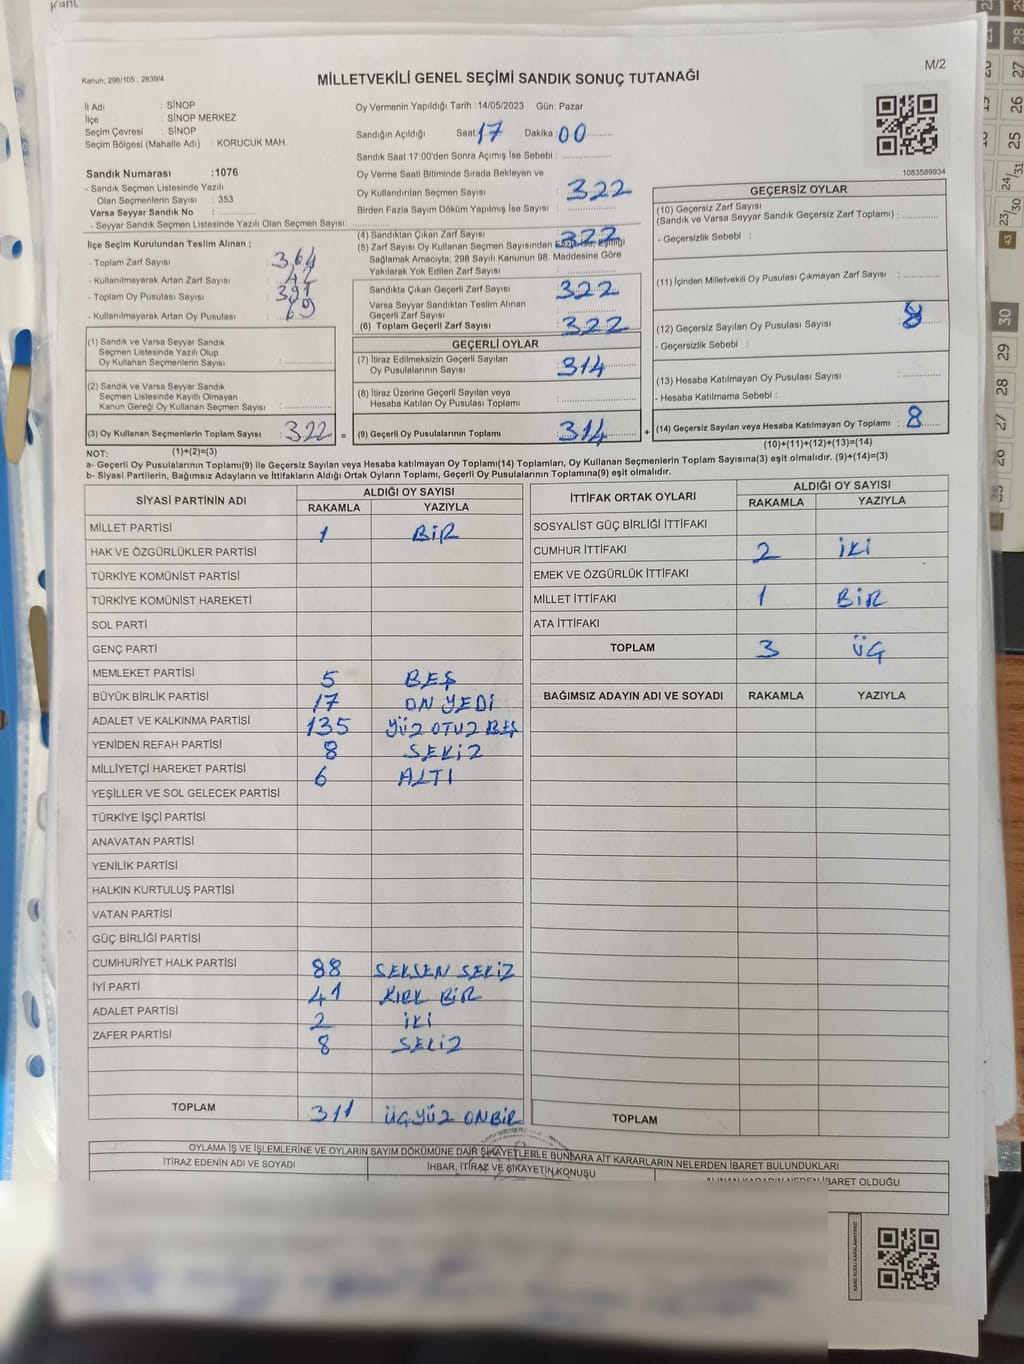 Kanun; 298/105 , 2839/4
M/2
MİLLETVEKİLİ GENEL SEÇİMİ SANDIK SONUÇ TUTANAĞI
İl Adı : SİNOP
İlçe : SİNOP MERKEZ
Seçim Çevresi : SİNOP
Seçim Bölgesi (Mahalle Adı) : KORUCUK MAH.
Oy Vermenin Yapıldığı Tarih :14/05/2023 Gün: Pazar
Sandığın Açıldığı Saat:17 Dakika :00
Sandık Saat 17:00'den Sonra Açımış İse Sebebi :
1083589934
Sandık Numarası :1076
- Sandık Seçmen Listesinde Yazılı
Olan Seçmenlerin Sayısı : 353
Varsa Seyyar Sandık No :
- Seyyar Sandık Seçmen Listesinde Yazılı Olan Seçmen Sayısı:
Oy Verme Saati Bitiminde Sırada Bekleyen ve
Oy Kullandırılan Seçmen Sayısı : 322
Birden Fazla Sayım Döküm Yapılmış İse Sayısı :
İlçe Seçim Kurulundan Teslim Alınan ;
- Toplam Zarf Sayısı : 364
- Kullanılmayarak Artan Zarf Sayısı : 42
- Toplam Oy Pusulası Sayısı : 391
- Kullanılmayarak Artan Oy Pusulası : 69
(4) Sandıktan Çıkan Zarf Sayısı : 322
(5) Zarf Sayısı Oy Kullanan Seçmen Sayısından
Sağlamak Amacıyla, 298 Sayılı Kanunun 98. Maddesine Göre
Yakılarak Yok Edilen Zarf Sayısı :
Sandıkta Çıkan Geçerli Zarf Sayısı : 322
Varsa Seyyar Sandıktan Teslim Alınan
Geçerli Zarf Sayısı :
(6) Toplam Geçerli Zarf Sayısı : 322
GEÇERSİZ OYLAR
(10) Geçersiz Zarf Sayısı
(Sandık ve Varsa Seyyar Sandık Geçersiz Zarf Toplamı) :
- Geçersizlik Sebebi :
(11) İçinden Milletvekili Oy Pusulası Çıkmayan Zarf Sayısı :
(12) Geçersiz Sayılan Oy Pusulası Sayısı : 8
- Geçersizlik Sebebi :
(13) Hesaba Katılmayan Oy Pusulası Sayısı :
- Hesaba Katılmama Sebebi :
(14) Geçersiz Sayılan veya Hesaba Katılmayan Oy Toplamı : 8
(10)+(11)+(12)+(13)=(14)
(1) Sandık ve Varsa Seyyar Sandık
Seçmen Listesinde Yazılı Olup
Oy Kullanan Seçmenlerin Sayısı :
(2) Sandık ve Varsa Seyyar Sandık
Seçmen Listesinde Kayıtlı Olmayan
Kanun Gereği Oy Kullanan Seçmen Sayısı :
(3) Oy Kullanan Seçmenlerin Toplam Sayısı : 322 =
(1)+(2)=(3)
GEÇERLİ OYLAR
(7) İtiraz Edilmeksizin Geçerli Sayılan
Oy Pusulalarının Sayısı : 314
(8) İtiraz Üzerine Geçerli Sayılan veya
Hesaba Katılan Oy Pusulası Toplamı :
(9) Geçerli Oy Pusulalarının Toplamı : 314 +
NOT:
a- Geçerli Oy Pusulalarının Toplamı(9) ile Geçersiz Sayılan veya Hesaba katılmayan Oy Toplamı(14) Toplamları, Oy Kullanan Seçmenlerin Toplam Sayısına(3) eşit olmalıdır. (9)+(14)=(3)
b- Siyasi Partilerin, Bağımsız Adayların ve İttifakların Aldığı Ortak Oyların Toplamı, Geçerli Oy Pusulalarının Toplamına(9) eşit olmalıdır.
SİYASİ PARTİNİN ADI ALDIĞI OY SAYISI
RAKAMLA YAZIYLA
MİLLET PARTİSİ 1 BİR
HAK VE ÖZGÜRLÜKLER PARTİSİ
TÜRKİYE KOMÜNİST PARTİSİ
TÜRKİYE KOMÜNİST HAREKETİ
SOL PARTİ
GENÇ PARTİ
MEMLEKET PARTİSİ 5 BEŞ
BÜYÜK BİRLİK PARTİSİ 17 ON YEDİ
ADALET VE KALKINMA PARTİSİ 135 YÜZ OTUZ BEŞ
YENİDEN REFAH PARTİSİ 8 SEKİZ
MİLLİYETÇİ HAREKET PARTİSİ 6 ALTI
YEŞİLLER VE SOL GELECEK PARTİSİ
TÜRKİYE İŞÇİ PARTİSİ
ANAVATAN PARTİSİ
YENİLİK PARTİSİ
HALKIN KURTULUŞ PARTİSİ
VATAN PARTİSİ
GÜÇ BİRLİĞİ PARTİSİ
CUMHURİYET HALK PARTİSİ 88 SEKSEN SEKİZ
İYİ PARTİ 41 KIRK BİR
ADALET PARTİSİ 2 İKİ
ZAFER PARTİSİ 8 SEKİZ
TOPLAM 311 ÜÇYÜZ ONBİR
İTTİFAK ORTAK OYLARI ALDIĞI OY SAYISI
RAKAMLA YAZIYLA
SOSYALİST GÜÇ BİRLİĞİ İTTİFAKI
CUMHUR İTTİFAKI 2 İKİ
EMEK VE ÖZGÜRLÜK İTTİFAKI
MİLLET İTTİFAKI 1 BİR
ATA İTTİFAKI
TOPLAM 3 ÜÇ
BAĞIMSIZ ADAYIN ADI VE SOYADI RAKAMLA YAZIYLA
TOPLAM
OYLAMA İŞ VE İŞLEMLERİNE VE OYLARIN SAYIM DÖKÜMÜNE DAİR ŞİKAYETLERLE BUNLARA AİT KARARLARIN NELERDEN İBARET BULUNDUKLARI
İTİRAZ EDENİN ADI VE SOYADI
İHBAR, İTİRAZ VE ŞİKAYETİN KONUSU
İBARET OLDUĞU